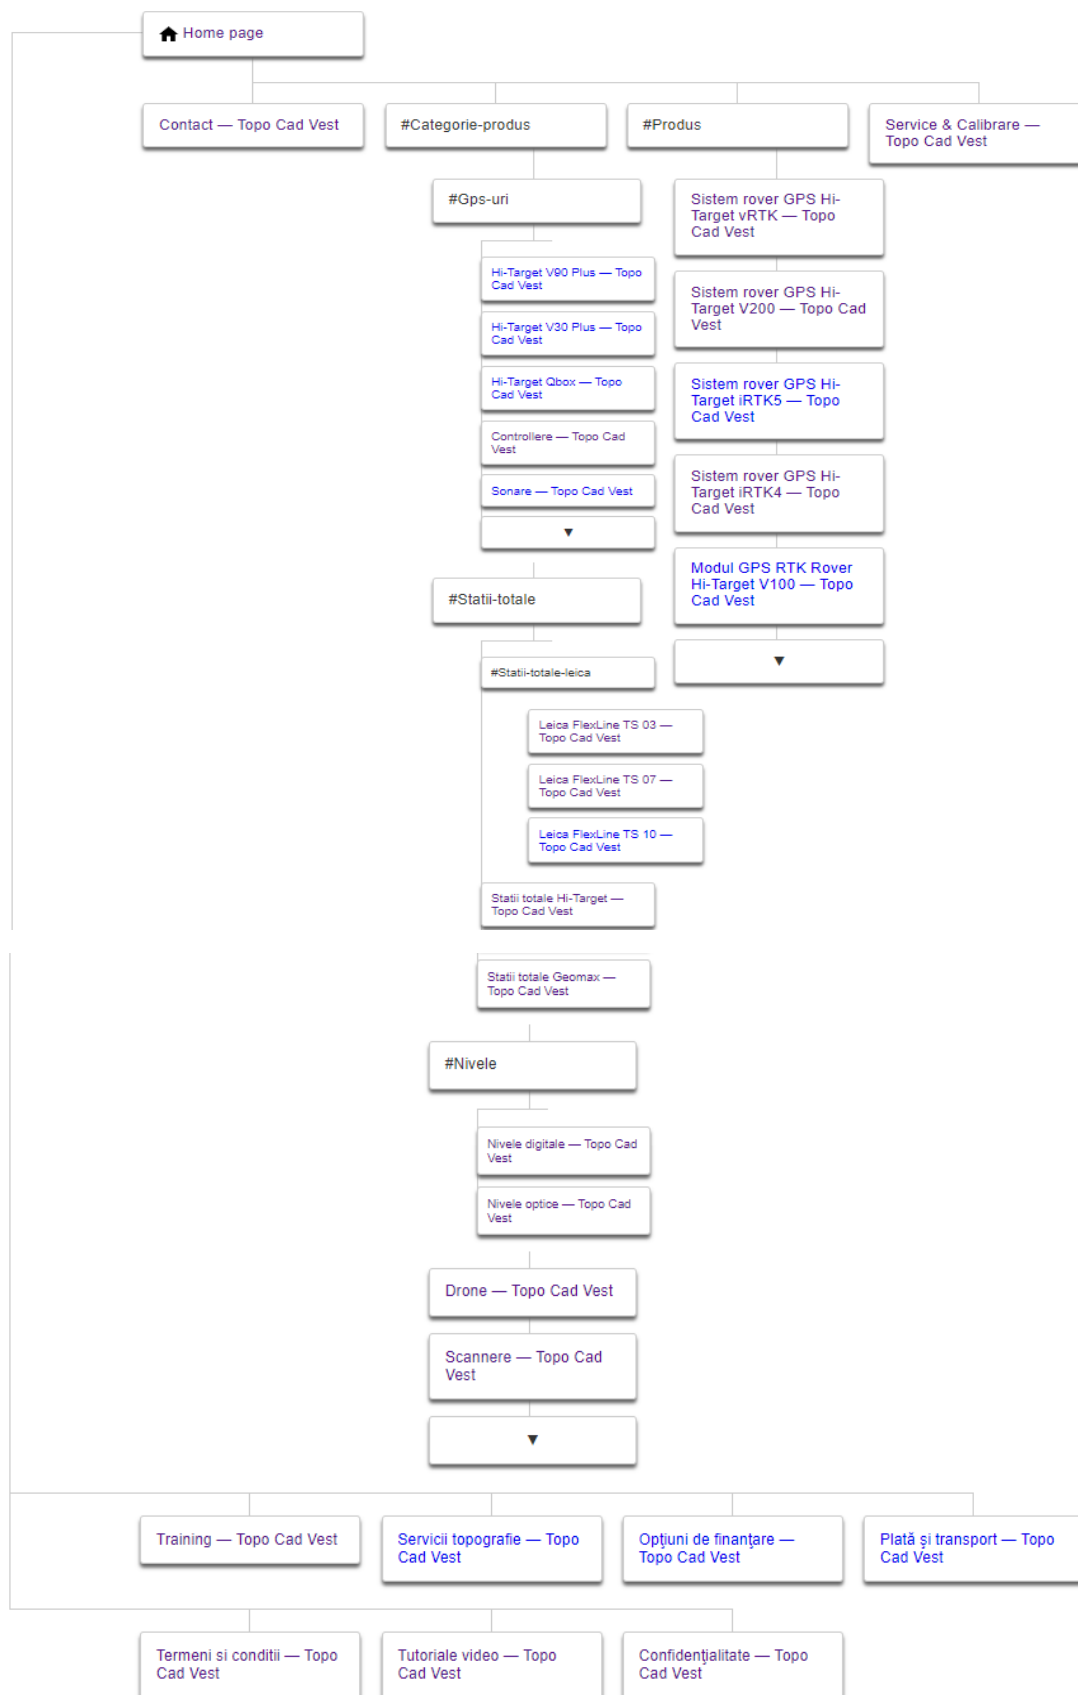 Home page
Contact — Topo Cad Vest
#Categorie-produs
#Produs
Service & Calibrare —
Topo Cad Vest
#Gps-uri
Hi-Target V90 Plus — Topo
Cad Vest
Hi-Target V30 Plus — Topo
Cad Vest
Hi-Target Qbox — Topo
Cad Vest
Controllere — Topo Cad
Vest
Sonare — Topo Cad Vest
▼
Sistem rover GPS Hi-
Target vRTK — Topo
Cad Vest
Sistem rover GPS Hi-
Target V200 — Topo Cad
Vest
Sistem rover GPS Hi-
Target iRTK5 — Topo
Cad Vest
Sistem rover GPS Hi-
Target iRTK4 — Topo
Cad Vest
Modul GPS RTK Rover
Hi-Target V100 — Topo
Cad Vest
▼
#Statii-totale
#Statii-totale-leica
Leica FlexLine TS 03 —
Topo Cad Vest
Leica FlexLine TS 07 —
Topo Cad Vest
Leica FlexLine TS 10 —
Topo Cad Vest
Statii totale Hi-Target —
Topo Cad Vest
Statii totale Geomax —
Topo Cad Vest
#Nivele
Nivele digitale — Topo Cad
Vest
Nivele optice — Topo Cad
Vest
Drone — Topo Cad Vest
Scannere — Topo Cad
Vest
▼
Training — Topo Cad Vest
Servicii topografie — Topo
Cad Vest
Opţiuni de finanţare —
Topo Cad Vest
Plată şi transport — Topo
Cad Vest
Termeni si conditii — Topo
Cad Vest
Tutoriale video — Topo
Cad Vest
Confidenţialitate — Topo
Cad Vest